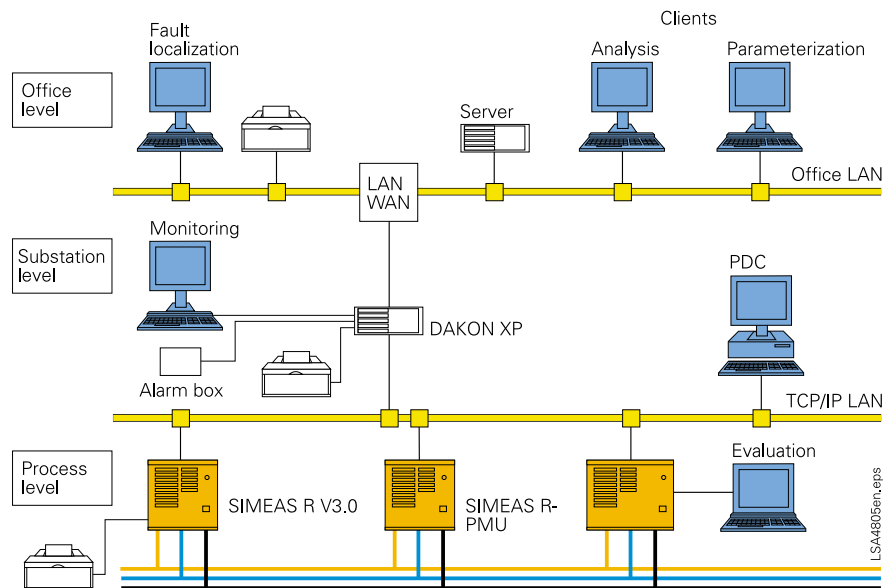 Clients
Fault
localization
Analysis
Parameterization
Office
level
Server
Office LAN
LAN
WAN
Substation
level
Monitoring
PDC
DAKON XP
Alarm box
TCP/IP LAN
Process
level
SIMEAS R V3.0
SIMEAS R-
PMU
Evaluation
LSA4805en.eps